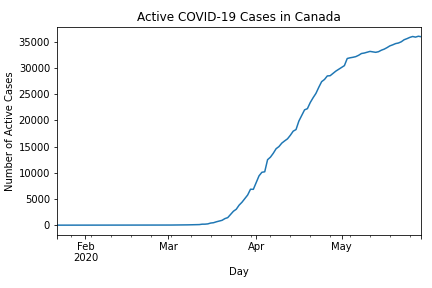 Active COVID-19 Cases in Canada
Number of Active Cases
35000
30000
25000
20000
15000
10000
5000
0
Feb
2020
Mar
Apr
May
Day